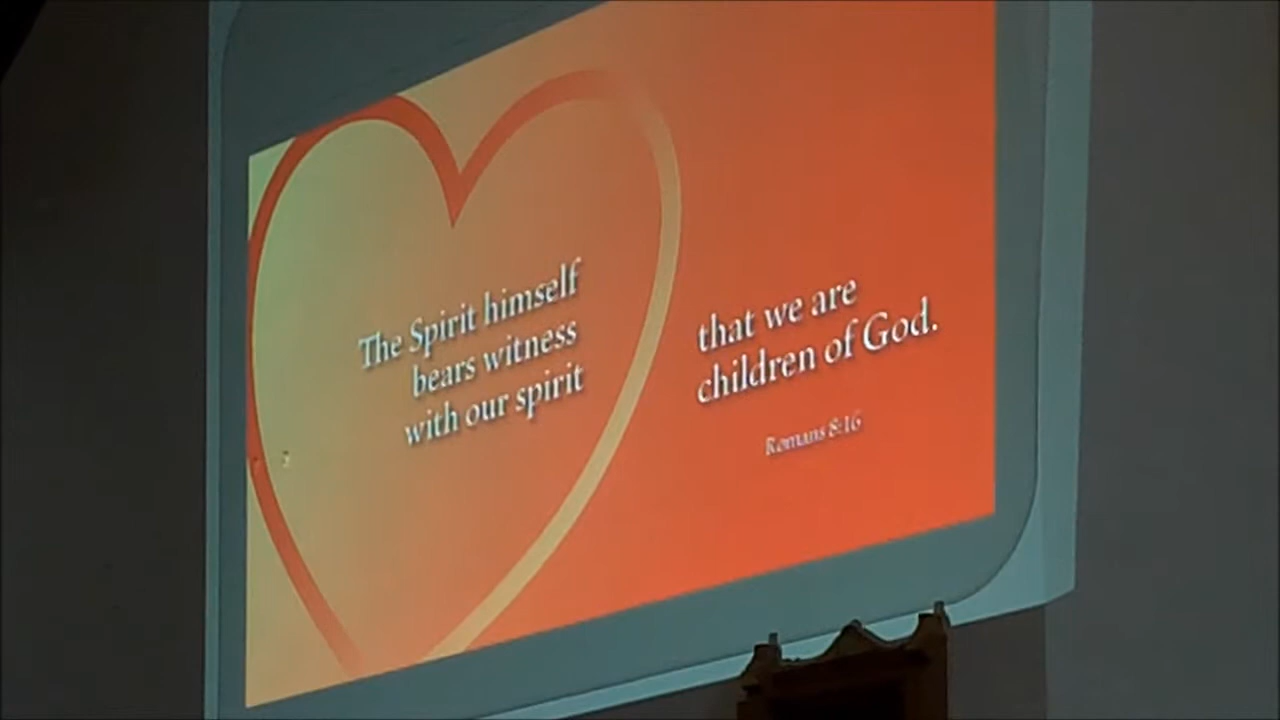 The Spirit himself
bears witness
with our spirit
that we are
children of God.
Romans 8:16